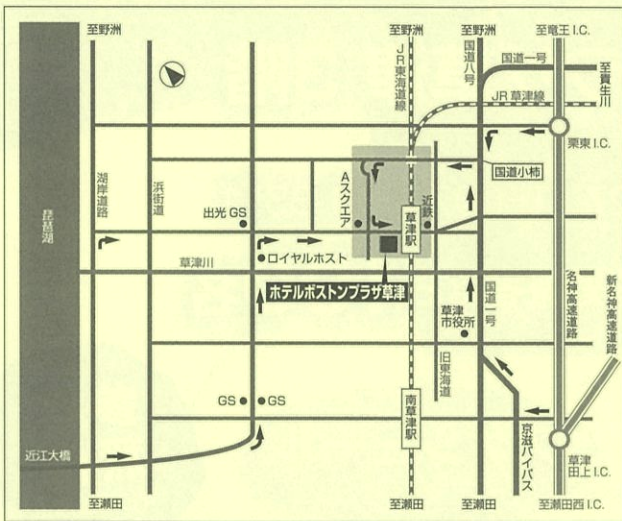 至野洲
至野洲
至野洲
至竜王 I.C.
国道一号
至貴生川
JR東海道線
国道八号
JR草津線
栗東 I.C.
国道小柿
湖岸道路
浜街道
琵琶湖
出光 GS
Aスクエア
近鉄
草津駅
草津川
ロイヤルホスト
ホテルボストンプラザ草津
草津
市役所
国道一号
名神高速道路
新名神高速道路
旧東海道
GS
GS
南草津駅
京滋バイパス
近江大橋
草津
田上 I.C.
至瀬田
至瀬田
至瀬田
至瀬田西 I.C.